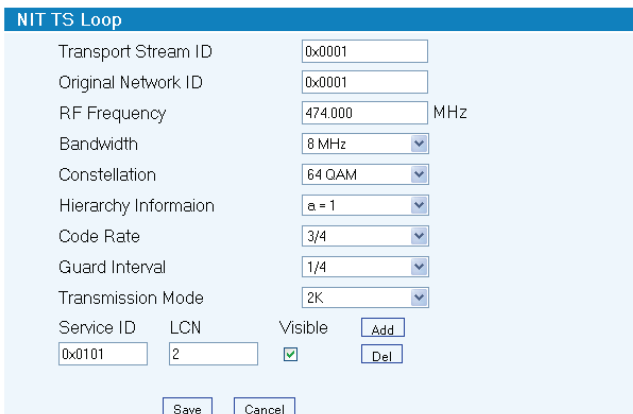 NIT TS Loop
Transport Stream ID 0x0001
Original Network ID 0x0001
RF Frequency 474.000 MHz
Bandwidth 8 MHz
Constellation 64 QAM
Hierarchy Informaion a = 1
Code Rate 3/4
Guard Interval 1/4
Transmission Mode 2K
Service ID LCN Visible Add
0x0101 2 Del
Save Cancel